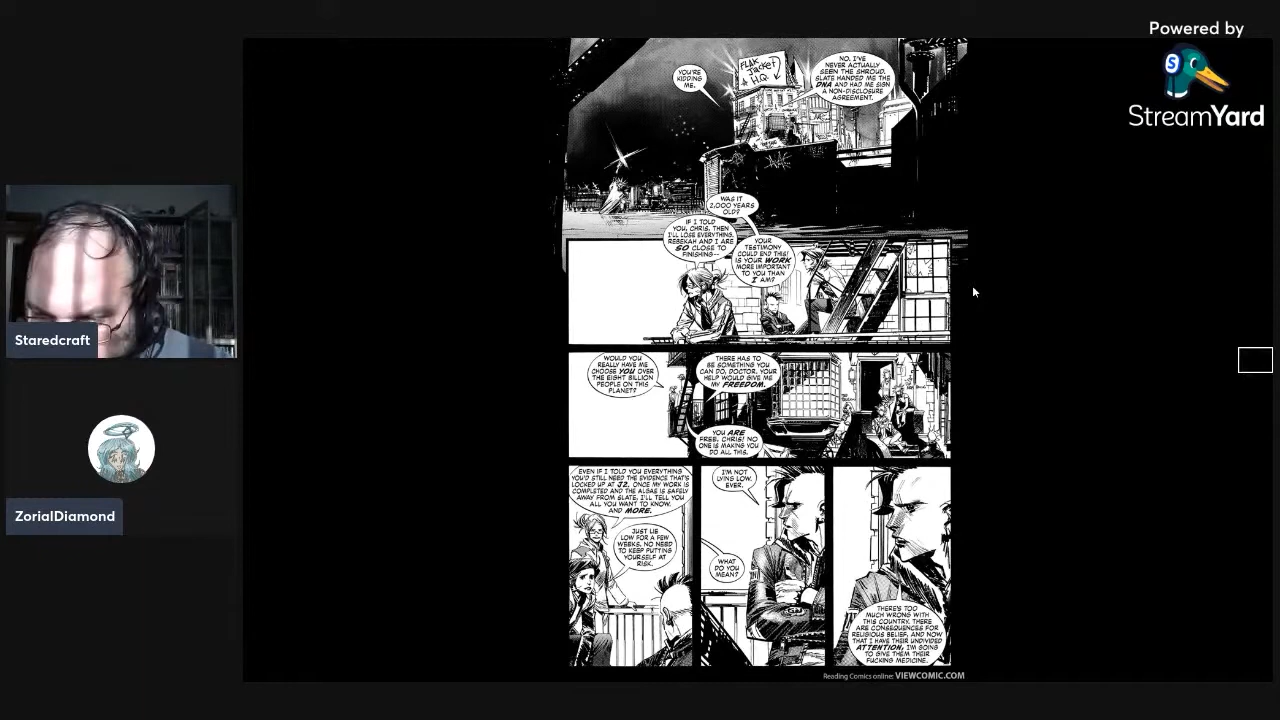 Powered by
StreamYard
Staredcraft
ZorialDiamond
YOU'RE
KIDDING
ME.
FLAK
JACKET
H.Q.
NO. I'VE
NEVER ACTUALLY
SEEN THE SHROUD.
SLATE HANDED ME THE
DNA AND HAD ME SIGN
A NON-DISCLOSURE
AGREEMENT.
WAS IT
2,000 YEARS
OLD?
IF I TOLD
YOU, CHRIS, THEN
I'LL LOSE EVERYTHING.
REBEKAH AND I ARE
SO CLOSE TO
FINISHING--
YOUR
TESTIMONY
COULD END THIS!
IS YOUR WORK
MORE IMPORTANT
TO YOU THAN
I AM?
WOULD YOU
REALLY HAVE ME
CHOOSE YOU OVER
THE EIGHT BILLION
PEOPLE ON THIS
PLANET?
THERE HAS TO
BE SOMETHING YOU
CAN DO, DOCTOR. YOUR
HELP WOULD GIVE ME
MY FREEDOM.
YOU ARE
FREE, CHRIS! NO
ONE IS MAKING YOU
DO ALL THIS.
EVEN IF I TOLD YOU EVERYTHING
YOU'D STILL NEED THE EVIDENCE THAT'S
LOCKED UP AT J2. ONCE MY WORK IS
COMPLETED AND THE ALGAE IS SAFELY
AWAY FROM SLATE, I'LL TELL YOU
ALL YOU WANT TO KNOW.
AND MORE.
JUST LIE
LOW FOR A FEW
WEEKS. NO NEED
TO KEEP PUTTING
YOURSELF AT
RISK.
I'M NOT
LYING LOW.
EVER.
WHAT
DO YOU
MEAN?
THERE'S TOO
MUCH WRONG WITH
THIS COUNTRY. THERE
ARE CONSEQUENCES FOR
RELIGIOUS BELIEF. AND NOW
THAT I HAVE THEIR UNDIVIDED
ATTENTION, I'M GOING
TO GIVE THEM THEIR
FUCKING MEDICINE.
Reading Comics online: VIEWCOMIC.COM